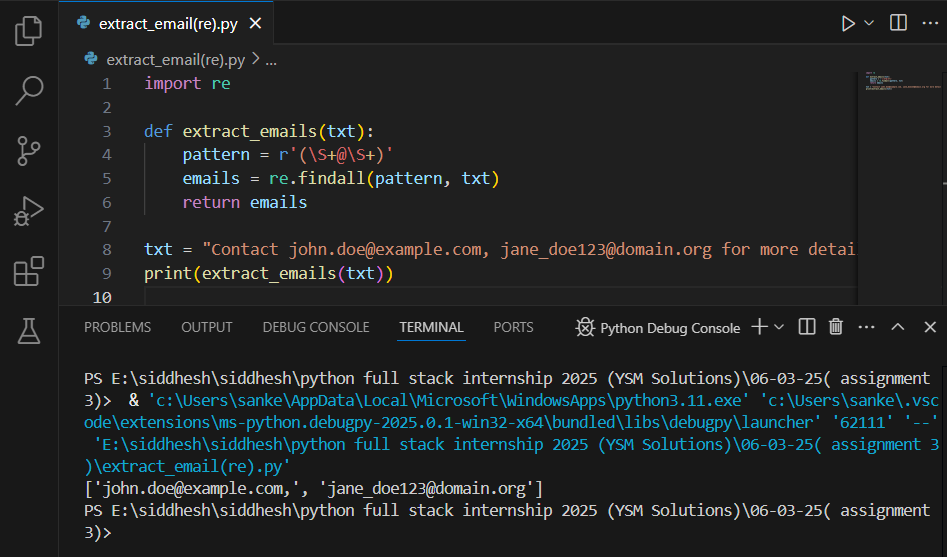 extract_email(re).py
extract_email(re).py > ...
1 import re
2
3 def extract_emails(txt):
4     pattern = r'(\S+@\S+)'
5     emails = re.findall(pattern, txt)
6     return emails
7
8 txt = "Contact john.doe@example.com, jane_doe123@domain.org for more detai
9 print(extract_emails(txt))
10
PROBLEMS OUTPUT DEBUG CONSOLE TERMINAL PORTS Python Debug Console
PS E:\siddhesh\siddhesh\python full stack internship 2025 (YSM Solutions)\06-03-25( assignment
3)>  & 'c:\Users\sanke\AppData\Local\Microsoft\WindowsApps\python3.11.exe' 'c:\Users\sanke\.vsc
ode\extensions\ms-python.debugpy-2025.0.1-win32-x64\bundled\libs\debugpy\launcher' '62111' '--'
'E:\siddhesh\siddhesh\python full stack internship 2025 (YSM Solutions)\06-03-25( assignment 3
)\extract_email(re).py'
['john.doe@example.com,', 'jane_doe123@domain.org']
PS E:\siddhesh\siddhesh\python full stack internship 2025 (YSM Solutions)\06-03-25( assignment
3)>